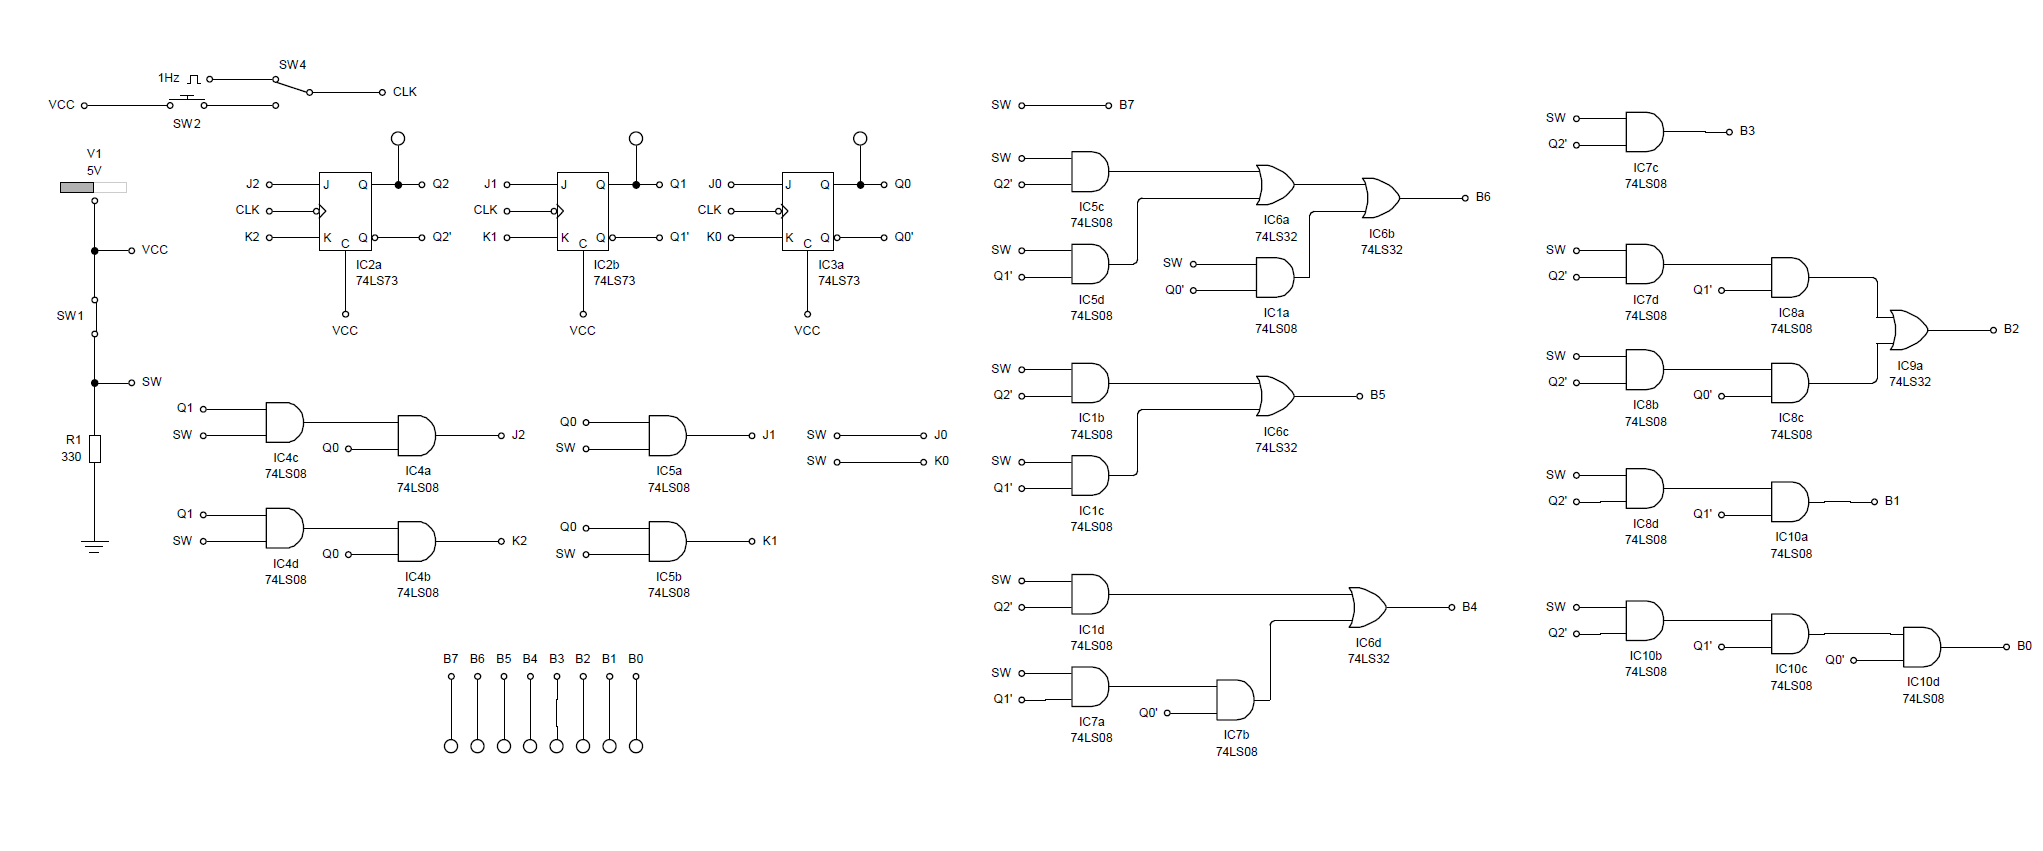 SW4
1Hz
CLK
VCC
SW2
V1
5V
VCC
SW1
SW
R1
330
J2
CLK
K2
J
Q
K
C
Q
Q2
Q2'
IC2a
74LS73
VCC
J1
CLK
K1
J
Q
K
C
Q
Q1
Q1'
IC2b
74LS73
VCC
J0
CLK
K0
J
Q
K
C
Q
Q0
Q0'
IC3a
74LS73
VCC
Q1
SW
IC4c
74LS08
Q0
IC4a
74LS08
J2
Q0
SW
IC5a
74LS08
J1
SW
J0
SW
K0
Q1
SW
IC4d
74LS08
Q0
IC4b
74LS08
K2
Q0
SW
IC5b
74LS08
K1
B7 B6 B5 B4 B3 B2 B1 B0
SW
B7
SW
Q2'
IC5c
74LS08
SW
Q1'
IC5d
74LS08
IC6a
74LS32
SW
Q0'
IC1a
74LS08
IC6b
74LS32
B6
SW
Q2'
IC1b
74LS08
SW
Q1'
IC1c
74LS08
IC6c
74LS32
B5
SW
Q2'
IC1d
74LS08
SW
Q1'
IC7a
74LS08
Q0'
IC7b
74LS08
IC6d
74LS32
B4
SW
Q2'
IC7c
74LS08
B3
SW
Q2'
IC7d
74LS08
Q1'
IC8a
74LS08
SW
Q2'
IC8b
74LS08
Q0'
IC8c
74LS08
IC9a
74LS32
B2
SW
Q2'
IC8d
74LS08
Q1'
IC10a
74LS08
B1
SW
Q2'
IC10b
74LS08
Q1'
IC10c
74LS08
Q0'
IC10d
74LS08
B0